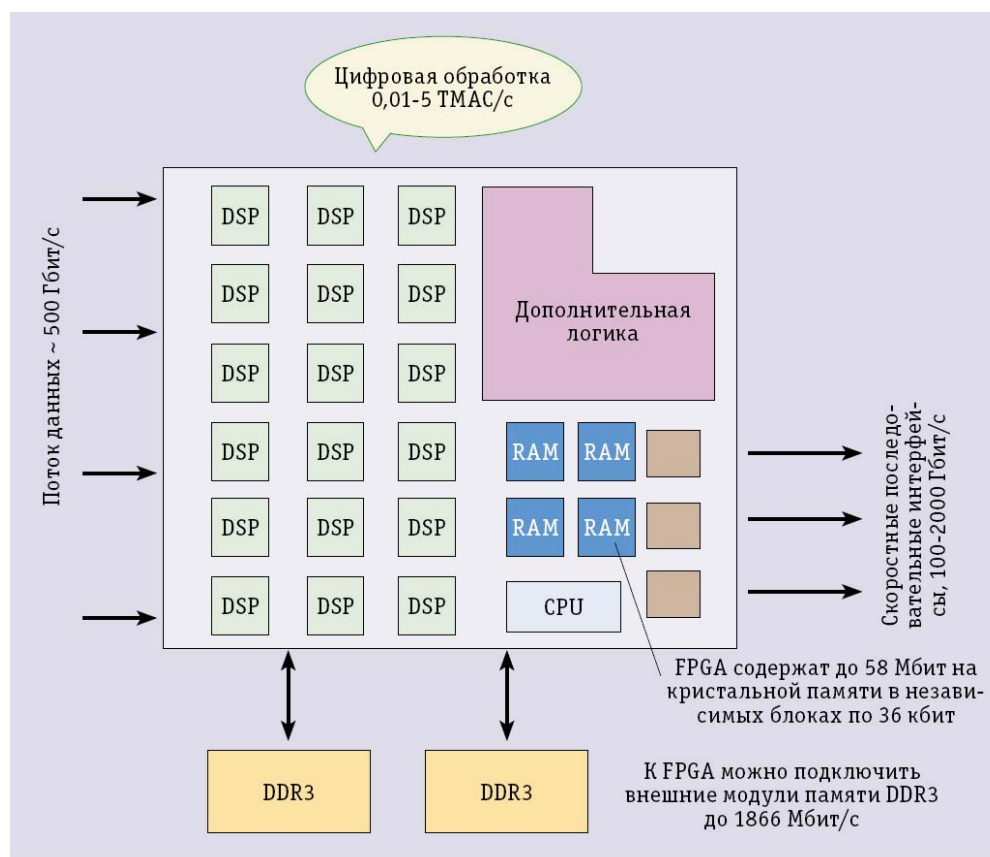 Цифровая обработка
0,01-5 ТМАС/с
Поток данных ~ 500 Гбит/с
DSP DSP DSP
DSP DSP DSP
DSP DSP DSP
DSP DSP DSP
DSP DSP DSP
DSP DSP DSP
Дополнительная
логика
RAM RAM
RAM RAM
CPU
Скоростные последо-
вательные интерфей-
сы, 100-2000 Гбит/с
FPGA содержат до 58 Мбит на
кристальной памяти в незави-
симых блоках по 36 кбит
DDR3 DDR3
К FPGA можно подключить
внешние модули памяти DDR3
до 1866 Мбит/с